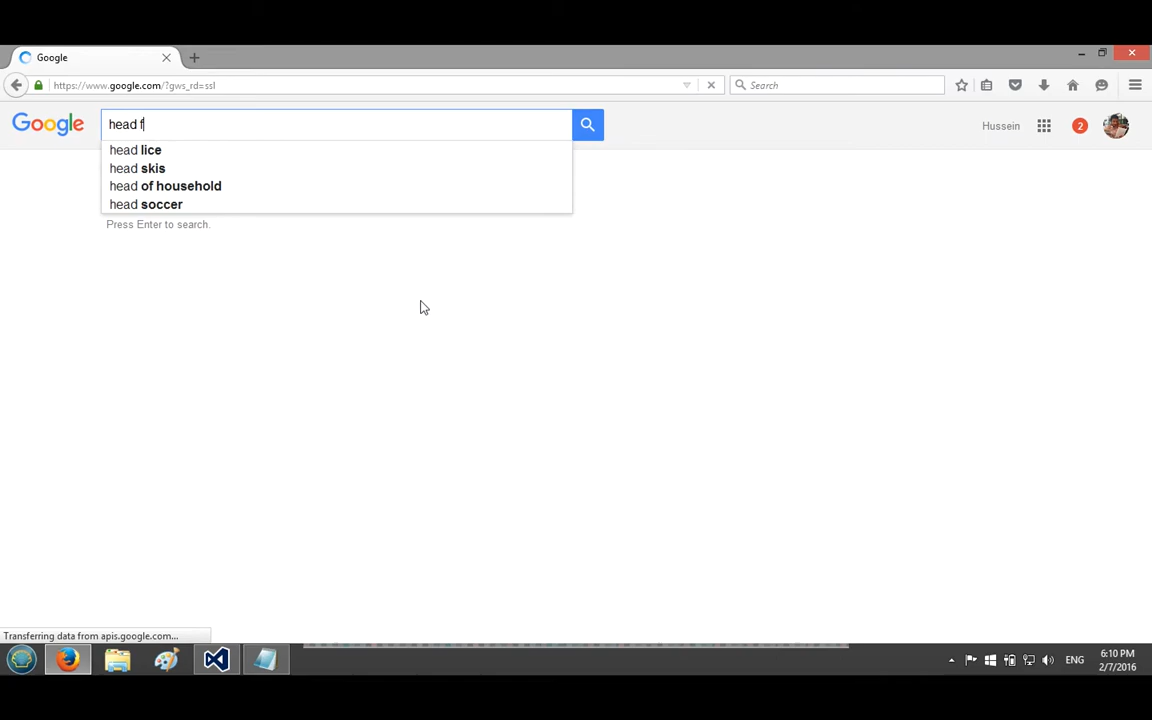 Google
https://www.google.com/?gws_rd=ssl
Search
Google
head f
Hussein
2
head lice
head skis
head of household
head soccer
Press Enter to search.
Transferring data from apis.google.com...
ENG
6:10 PM
2/7/2016